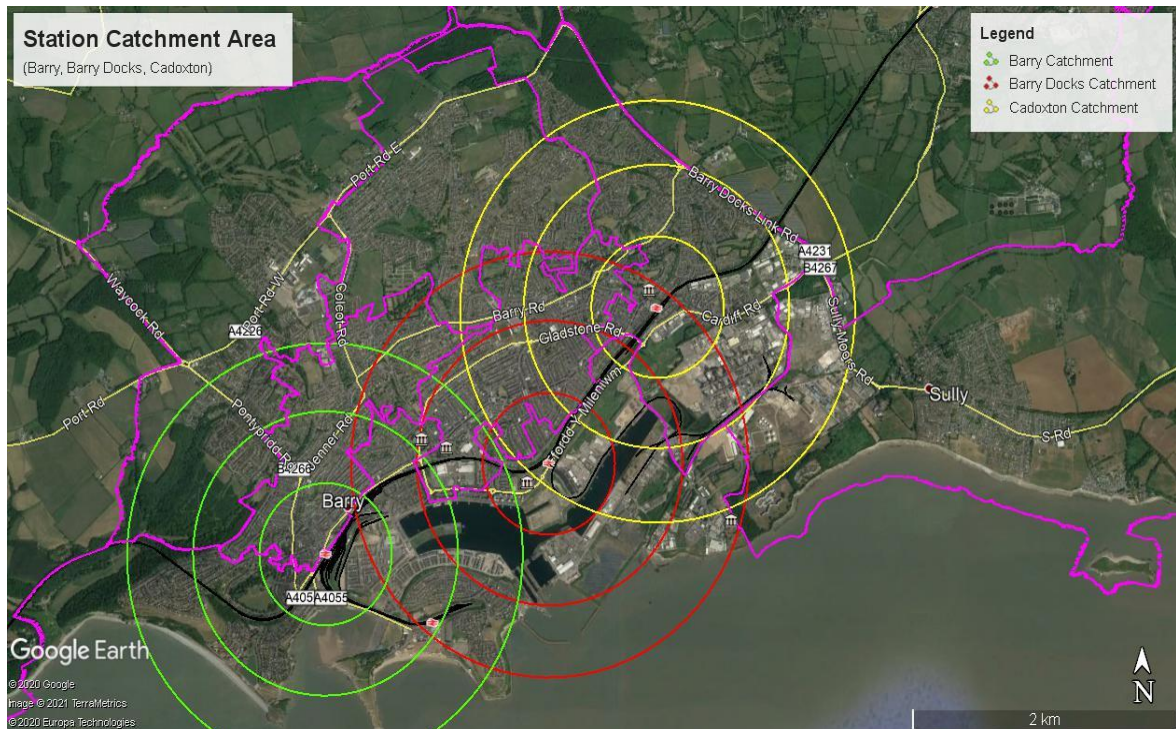 Station Catchment Area
(Barry, Barry Docks, Cadoxton)
Legend
Barry Catchment
Barry Docks Catchment
Cadoxton Catchment
Port Rd E
Barry Docks Link Rd
A4231
B4267
Waycock Rd
Port Rd W
Colcot Rd
A4226
Barry Rd
Gladstone Rd
Cardiff Rd
Sully Moors Rd
Ffordd Y Mileniwm
Sully
Port Rd
Pontypridd Rd
Jenner Rd
S Rd
B4266
Barry
A4055
Google Earth
© 2020 Google
Image © 2021 TerraMetrics
© 2020 Europa Technologies
N
2 km